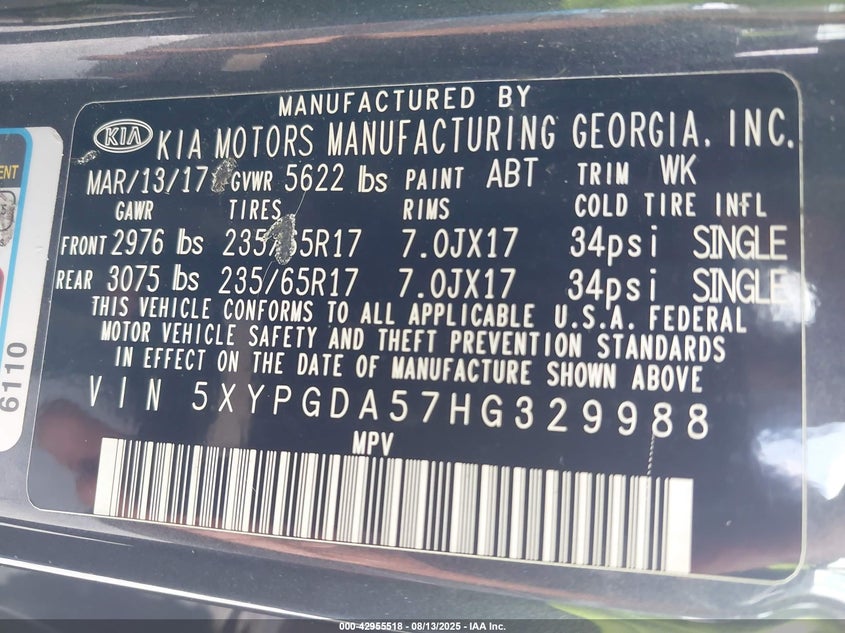 MANUFACTURED BY
KIA KIA MOTORS MANUFACTURING GEORGIA, INC.
MAR/13/17 GVWR 5622 lbs PAINT ABT TRIM WK
GAWR TIRES RIMS COLD TIRE INFL
FRONT 2976 lbs 235/65R17 7.0JX17 34psi SINGLE
REAR 3075 lbs 235/65R17 7.0JX17 34psi SINGLE
THIS VEHICLE CONFORMS TO ALL APPLICABLE U.S.A. FEDERAL
MOTOR VEHICLE SAFETY AND THEFT PREVENTION STANDARDS
IN EFFECT ON THE DATE OF MANUFACTURE SHOWN ABOVE
VIN 5XYPGDA57HG329988
MPV
6110
000-42955518 - 08/13/2025 - IAA Inc.